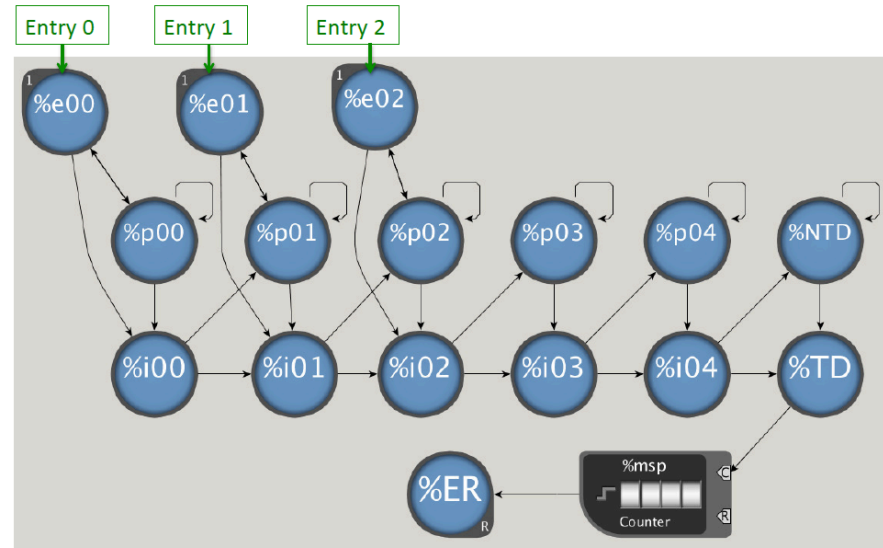 Entry 0 Entry 1 Entry 2
1 1 1
%e00 %e01 %e02
%p00 %p01 %p02 %p03 %p04 %NTD
%i00 %i01 %i02 %i03 %i04 %TD
%msp
C
%ER
R
R
Counter